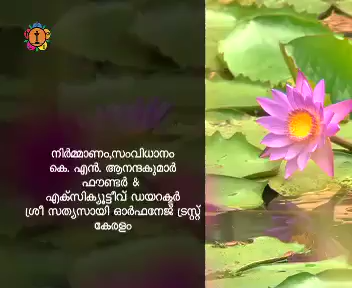 നിർമ്മാണം,സംവിധാനം
കെ. എൻ. ആനന്ദകുമാർ
ഫൗണ്ടർ &
എക്സിക്യൂട്ടീവ് ഡയറക്ടർ
ശ്രീ സത്യസായി ഓർഫനേജ് ട്രസ്റ്റ്
കേരളം